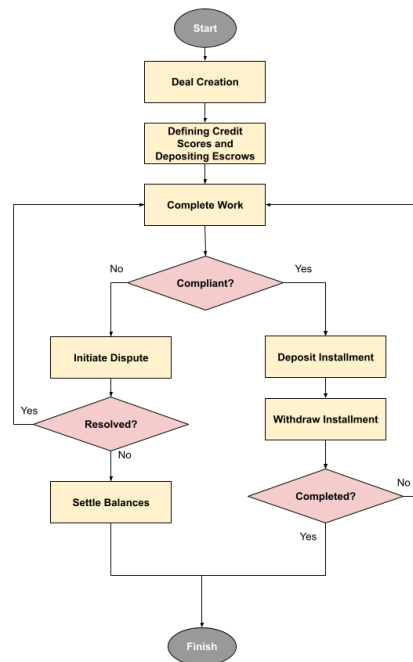 Start
Deal Creation
Defining Credit
Scores and
Depositing Escrows
Complete Work
No
Compliant?
Yes
Initiate Dispute
Deposit Installment
Yes
Resolved?
No
Withdraw Installment
Settle Balances
Completed?
No
Yes
Finish